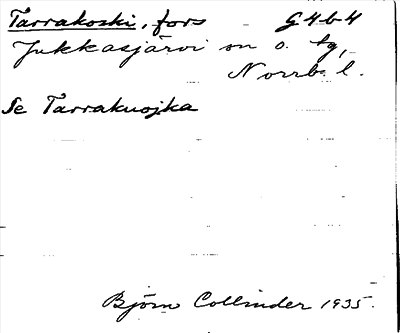 Tarrakoski, fors G4b4
Jukkasjärvi sn o. tg,
Norrb. l.
Se Tarrakuojka
Björn Collinder 1935.